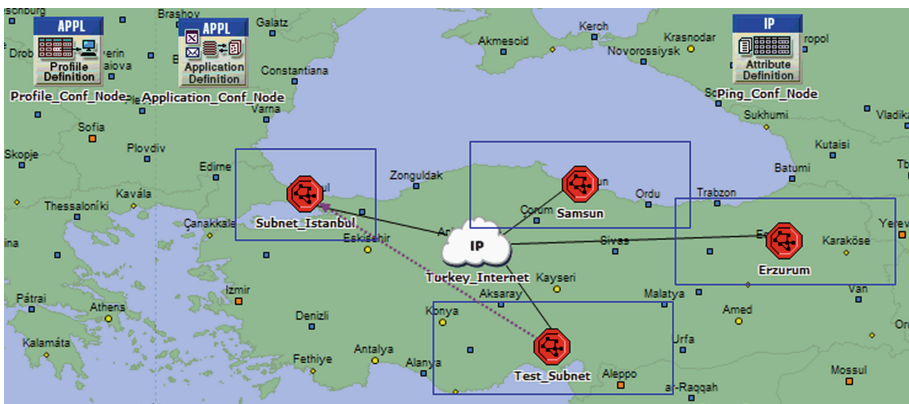 APPL
Profile
Definition
Profile_Conf_Node
APPL
Application
Definition
Application_Conf_Node
IP
Attribute
Definition
Ping_Conf_Node
Brashov
Galatz
Constantiana
Varna
Sofia
Plovdiv
Skopje
Edirne
Kavála
Thessaloníki
Çanakkale
Akmescid
Kerch
Krasnodar
Novorossiysk
Sukhumi
Kutaisi
Batumi
Zonguldak
Samsun
Ordu
Trabzon
Subnet_Istanbul
Eskisehir
Çorum
IP
Turkey_Internet
Sivas
Erzurum
Karaköse
Kayseri
Aksaray
Malatya
Van
Izmir
Pátrai
Athens
Kalamáta
Denizli
Konya
Amed
Fethiye
Antalya
Alanya
Test_Subnet
Urfa
Aleppo
ar-Raqqah
Mossul